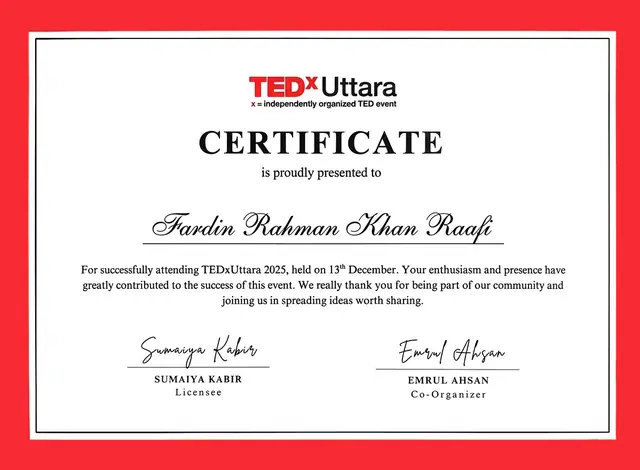 TEDx Uttara
x = independently organized TED event
CERTIFICATE
is proudly presented to
Fardin Rahman Khan Raafi
For successfully attending TEDxUttara 2025, held on 13th December. Your enthusiasm and presence have
greatly contributed to the success of this event. We really thank you for being part of our community and
joining us in spreading ideas worth sharing.
Sumaiya Kabir Emrul Ahsan
SUMAIYA KABIR EMRUL AHSAN
Licensee Co-Organizer